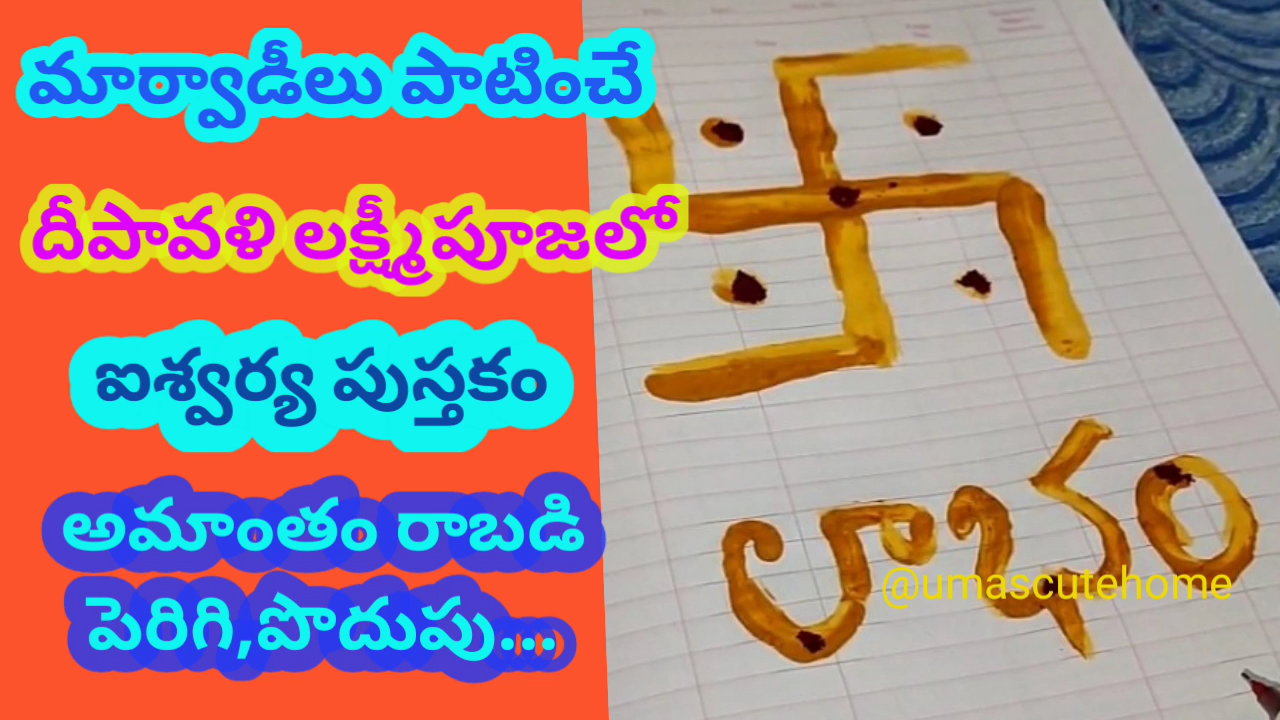 మార్వాడీలు పాటించే
దీపావళి లక్ష్మీపూజలో
ఐశ్వర్య పుస్తకం
అమాంతం రాబడి
పెరిగి,పొదుపు...
లాభం
@umascutehome